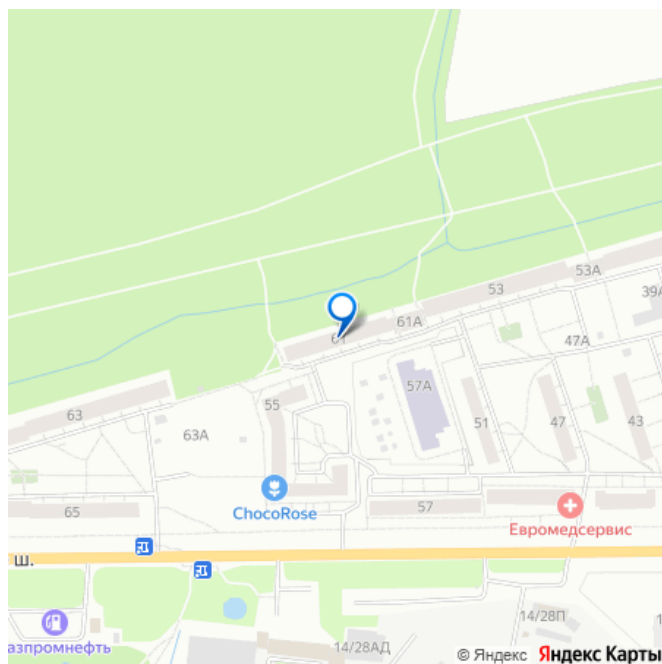 53А
53
39А
61А
61
47А
57А
63
55
51
47
43
63А
ChocoRose
65
57
Евромедсервис
ш.
14/28П
азпромнефть
14/28АД
© Яндекс Яндекс Карты